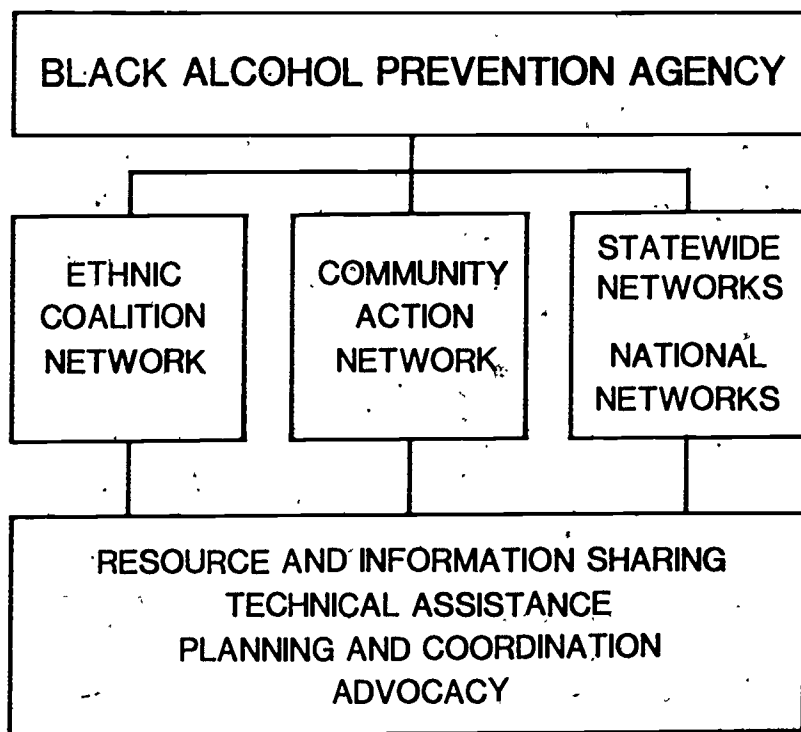 BLACK ALCOHOL PREVENTION AGENCY
ETHNIC
COALITION
NETWORK
COMMUNITY
ACTION
NETWORK
STATEWIDE
NETWORKS
NATIONAL
NETWORKS
RESOURCE AND INFORMATION SHARING
TECHNICAL ASSISTANCE
PLANNING AND COORDINATION
ADVOCACY